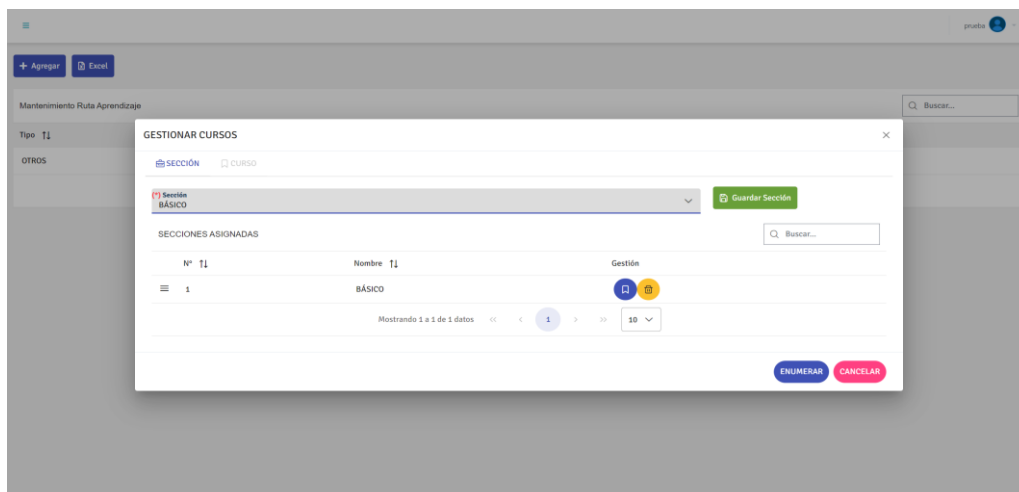 prueba
+ Agregar Excel
Mantenimiento Ruta Aprendizaje Buscar...
Tipo
OTROS
GESTIONAR CURSOS
SECCIÓN CURSO
(*) Sección
BÁSICO
Guardar Sección
SECCIONES ASIGNADAS Buscar...
N° Nombre Gestión
1 BÁSICO
Mostrando 1 a 1 de 1 datos << < 1 > >> 10
ENUMERAR CANCELAR